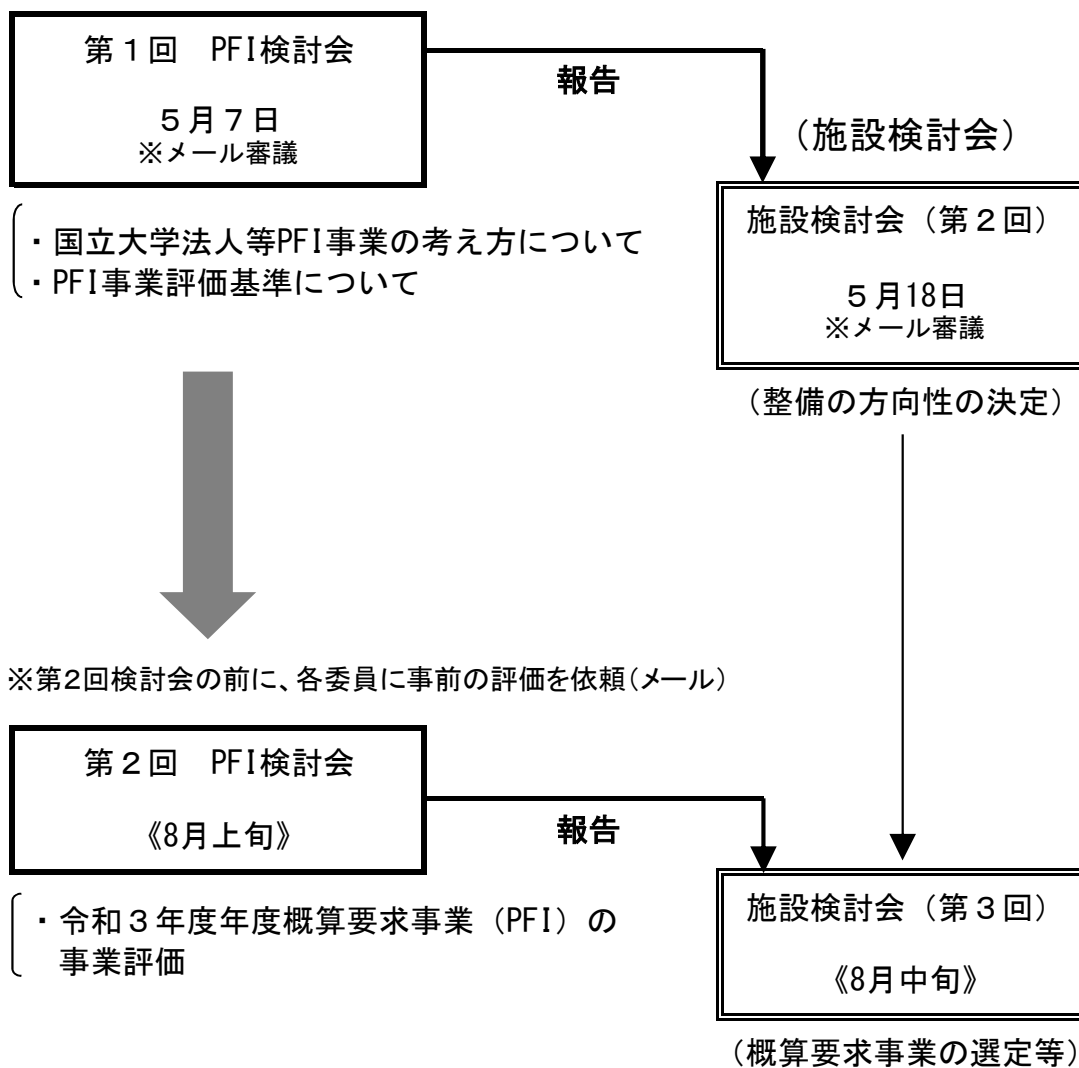 第１回　PFI検討会
５月７日
※メール審議
報告
（施設検討会）
施設検討会（第２回）
５月18日
※メール審議
・国立大学法人等PFI事業の考え方について
・PFI事業評価基準について
（整備の方向性の決定）
※第2回検討会の前に、各委員に事前の評価を依頼（メール）
第２回　PFI検討会
《8月上旬》
報告
・令和３年度年度概算要求事業（PFI）の
事業評価
施設検討会（第３回）
《8月中旬》
（概算要求事業の選定等）